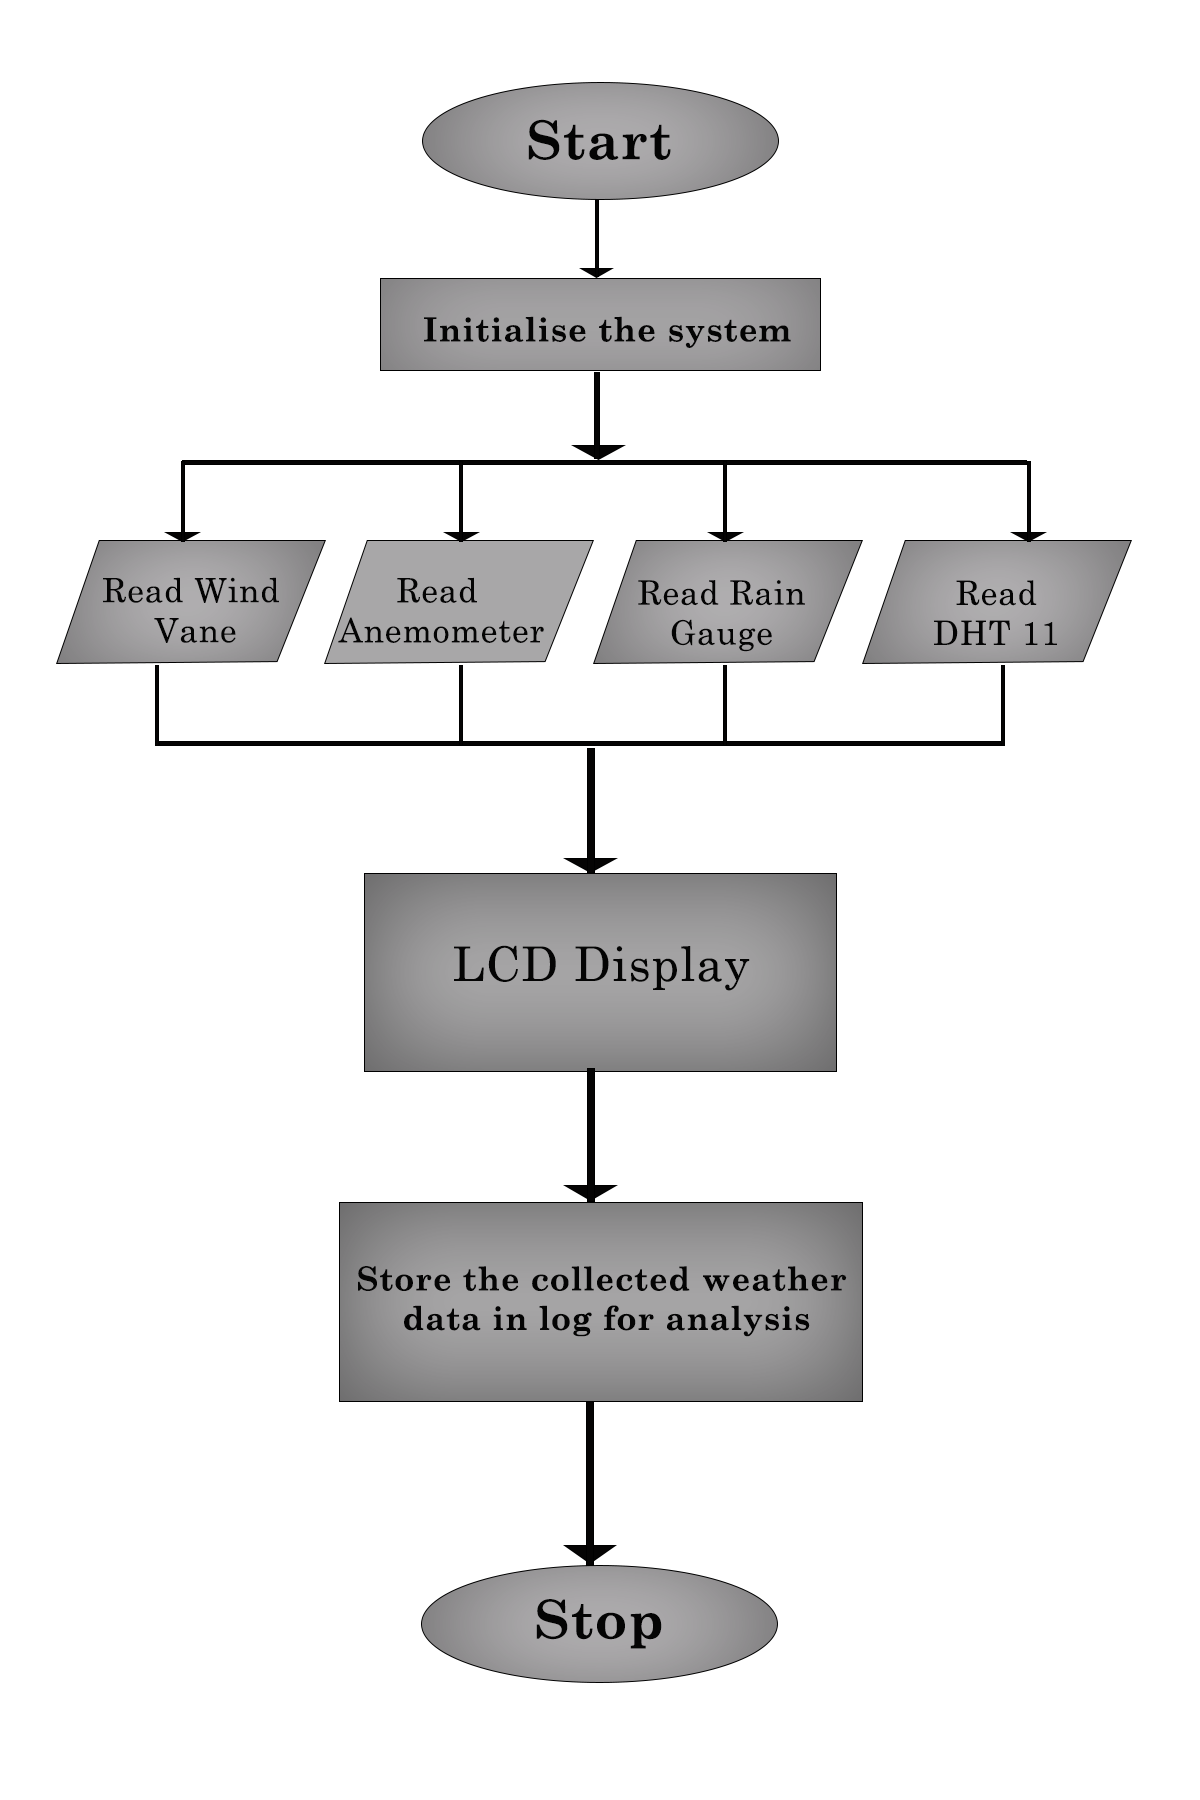 Start
Initialise the system
Read Wind
Vane
Read
Anemometer
Read Rain
Gauge
Read
DHT 11
LCD Display
Store the collected weather
data in log for analysis
Stop